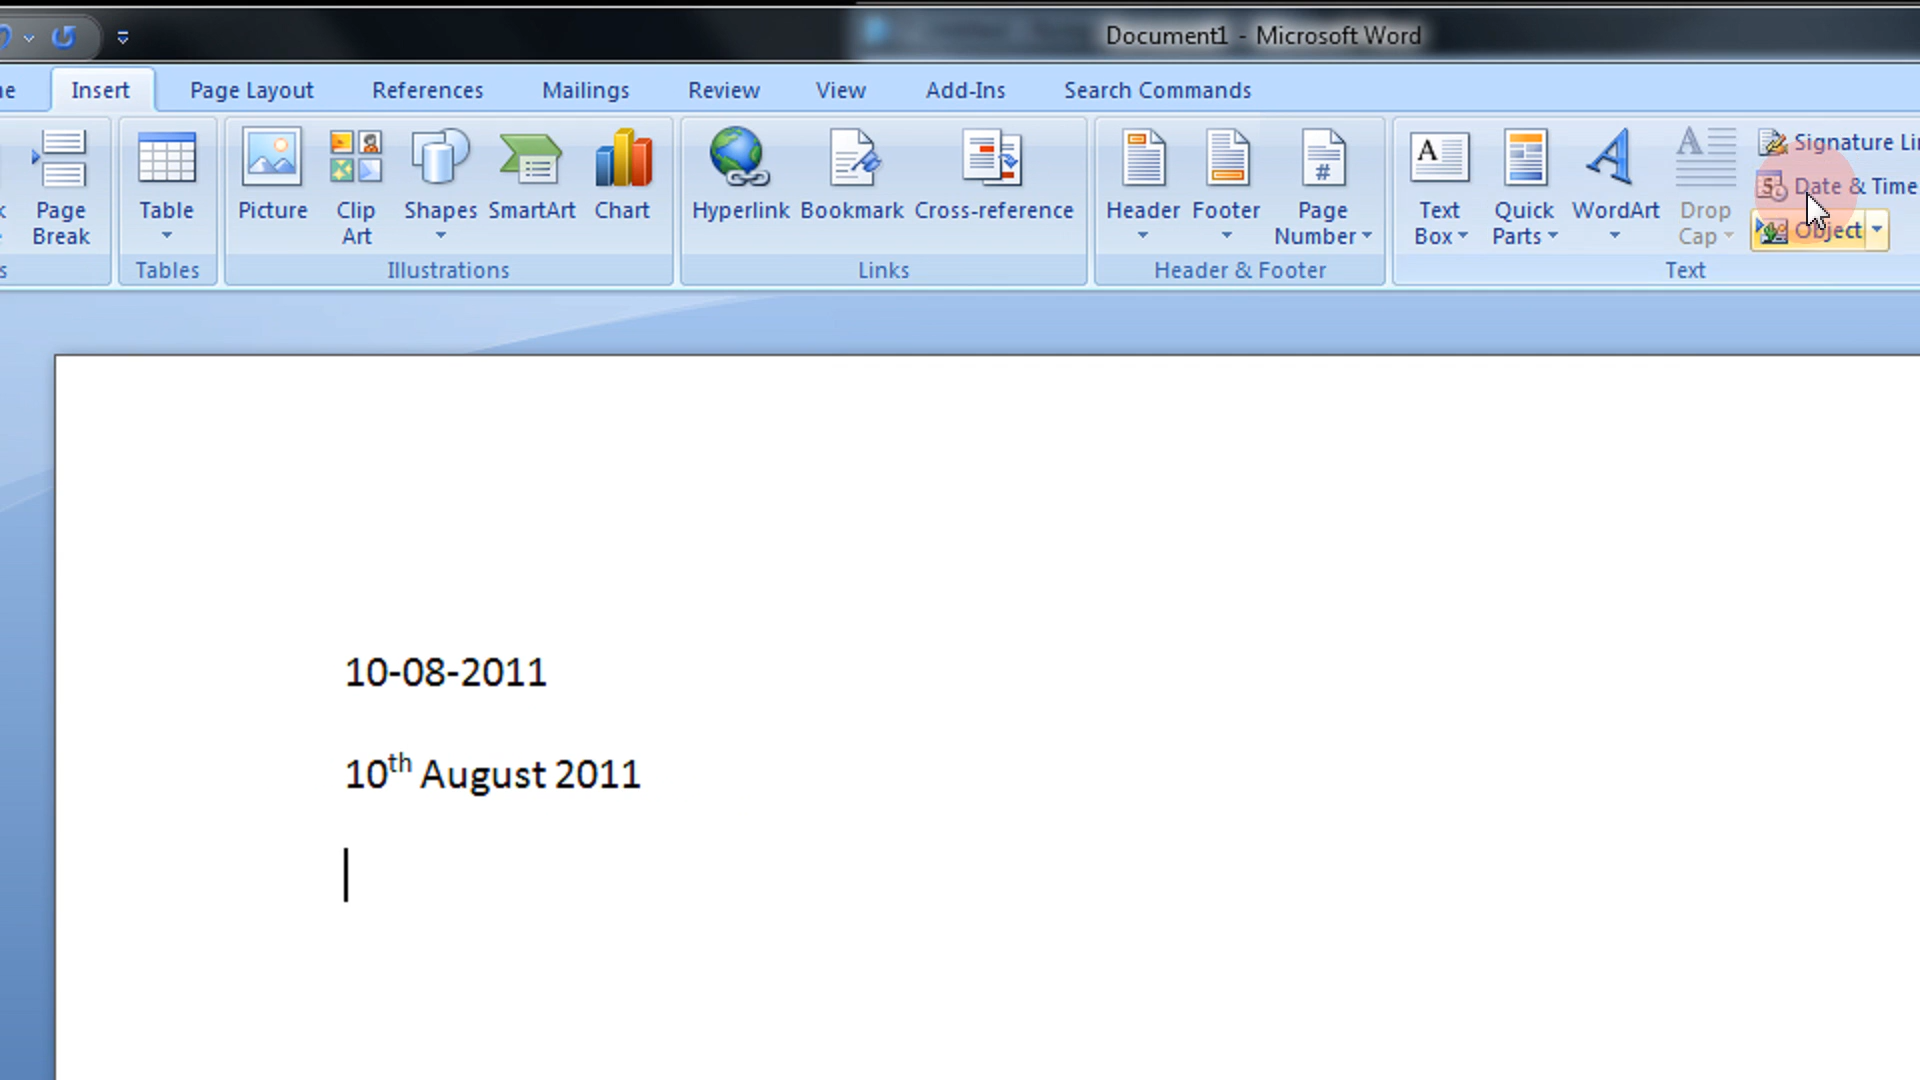 Document1 - Microsoft Word
Insert Page Layout References Mailings Review View Add-Ins Search Commands
Page Break
Table
Picture
Clip Art
Shapes
SmartArt
Chart
Hyperlink
Bookmark
Cross-reference
Header
Footer
Page Number
Text Box
Quick Parts
WordArt
Drop Cap
Signature Li
Date & Time
Object
Tables
Illustrations
Links
Header & Footer
Text
10-08-2011
10th August 2011